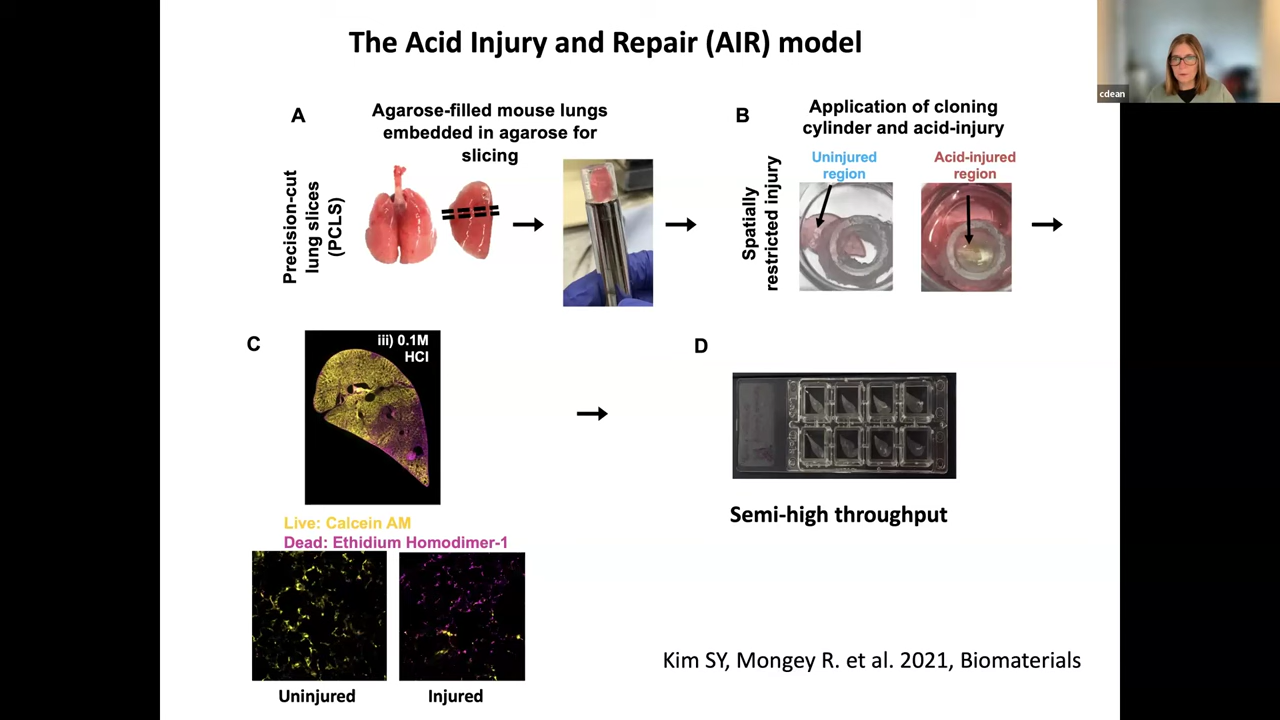 The Acid Injury and Repair (AIR) model
cdean
A
Agarose-filled mouse lungs
embedded in agarose for
slicing
Precision-cut
lung slices
(PCLS)
B
Application of cloning
cylinder and acid-injury
Uninjured
region
Acid-injured
region
Spatially
restricted injury
C
iii) 0.1M
HCl
Live: Calcein AM
Dead: Ethidium Homodimer-1
Uninjured
Injured
D
Semi-high throughput
Kim SY, Mongey R. et al. 2021, Biomaterials